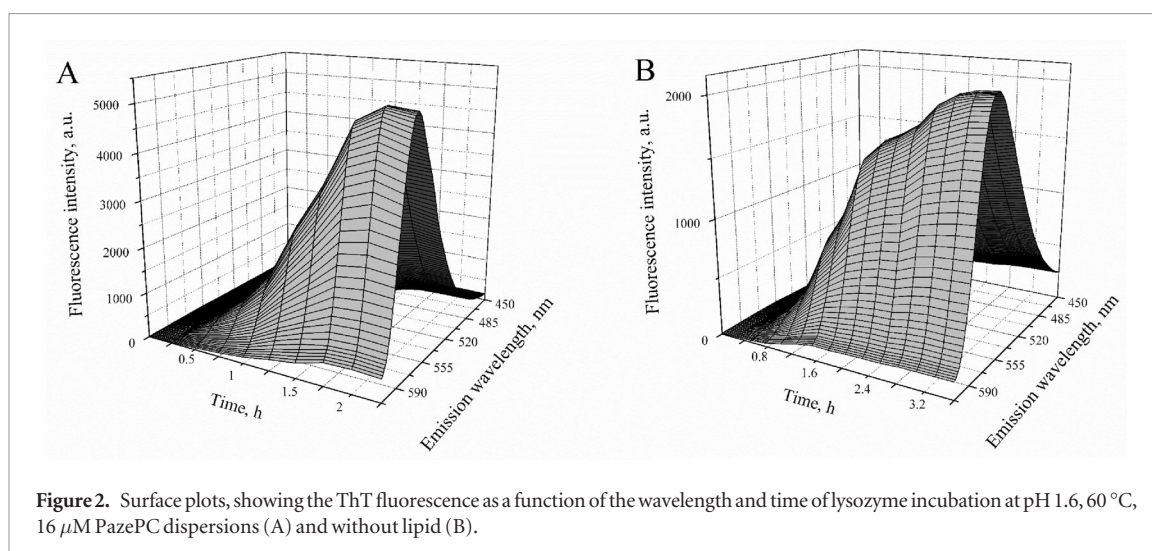 A
Fluorescence intensity, a.u.
5000
4000
3000
2000
1000
0
0.5
1
1.5
2
Time, h
450
485
520
555
590
Emission wavelength, nm
B
Fluorescence intensity, a.u.
2000
1000
0
0.8
1.6
2.4
3.2
Time, h
450
485
520
555
590
Emission wavelength, nm
Figure 2. Surface plots, showing the ThT fluorescence as a function of the wavelength and time of lysozyme incubation at pH 1.6, 60 °C,
16 μM PazePC dispersions (A) and without lipid (B).